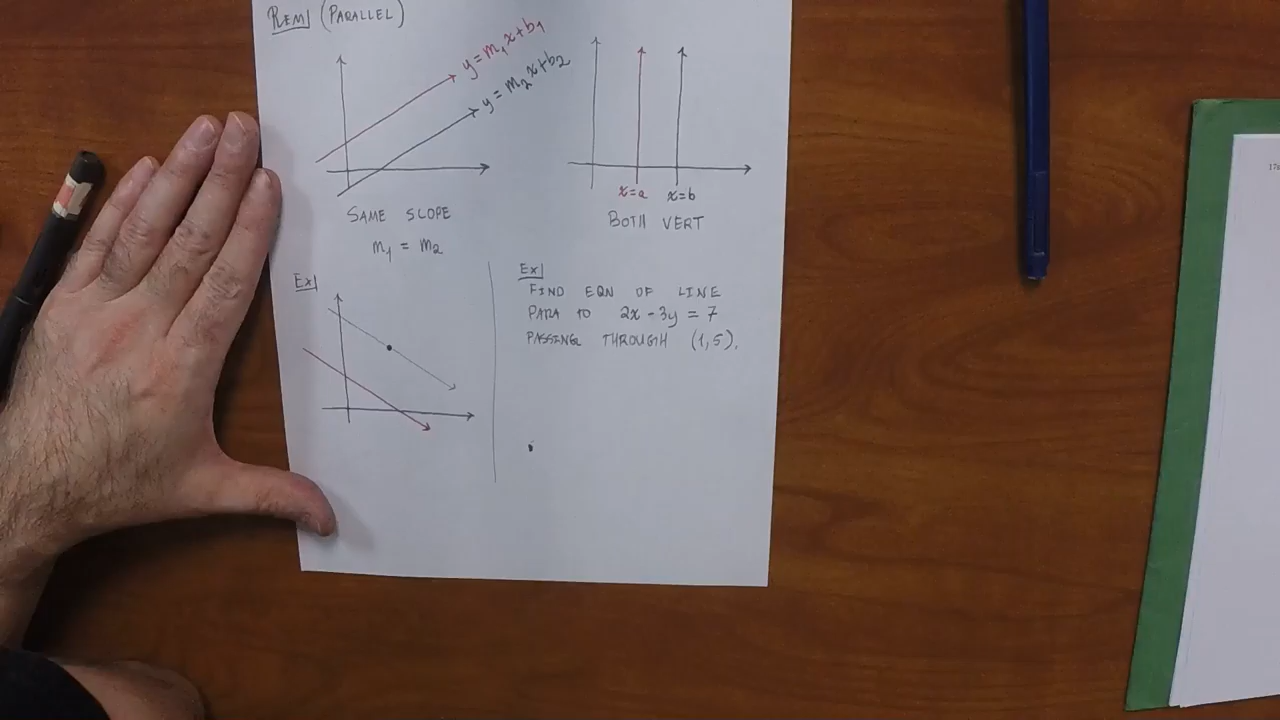 REM (PARALLEL)
y = m₁x + b₁
y = m₂x + b₂
x=a
x=b
SAME SLOPE
m₁ = m₂
BOTH VERT
Ex
Ex
FIND EQN OF LINE
PARA TO 2x - 3y = 7
PASSING THROUGH (1,5).